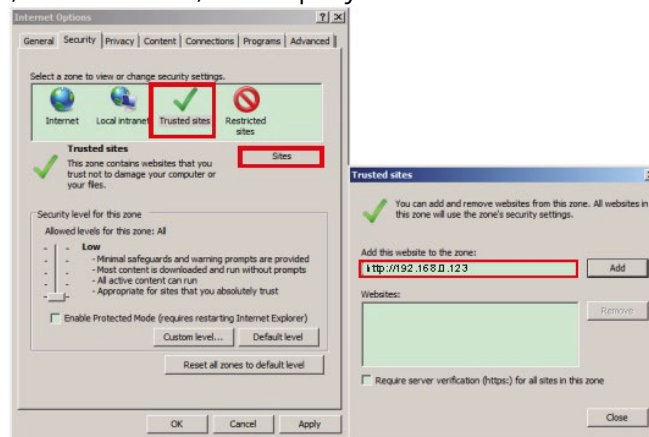 Internet Options
? X
General Security Privacy Content Connections Programs Advanced
Select a zone to view or change security settings.
Internet Local intranet Trusted sites Restricted sites
Trusted sites
This zone contains websites that you
trust not to damage your computer or
your files.
Sites
Security level for this zone
Allowed levels for this zone: All
Low
- Minimal safeguards and warning prompts are provided
- Most content is downloaded and run without prompts
- All active content can run
- Appropriate for sites that you absolutely trust
Enable Protected Mode (requires restarting Internet Explorer)
Custom level... Default level
Reset all zones to default level
OK Cancel Apply
Trusted sites
You can add and remove websites from this zone. All websites in
this zone will use the zone's security settings.
Add this website to the zone:
http://192.168.0.123
Add
Websites:
Remove
Require server verification (https:) for all sites in this zone
Close